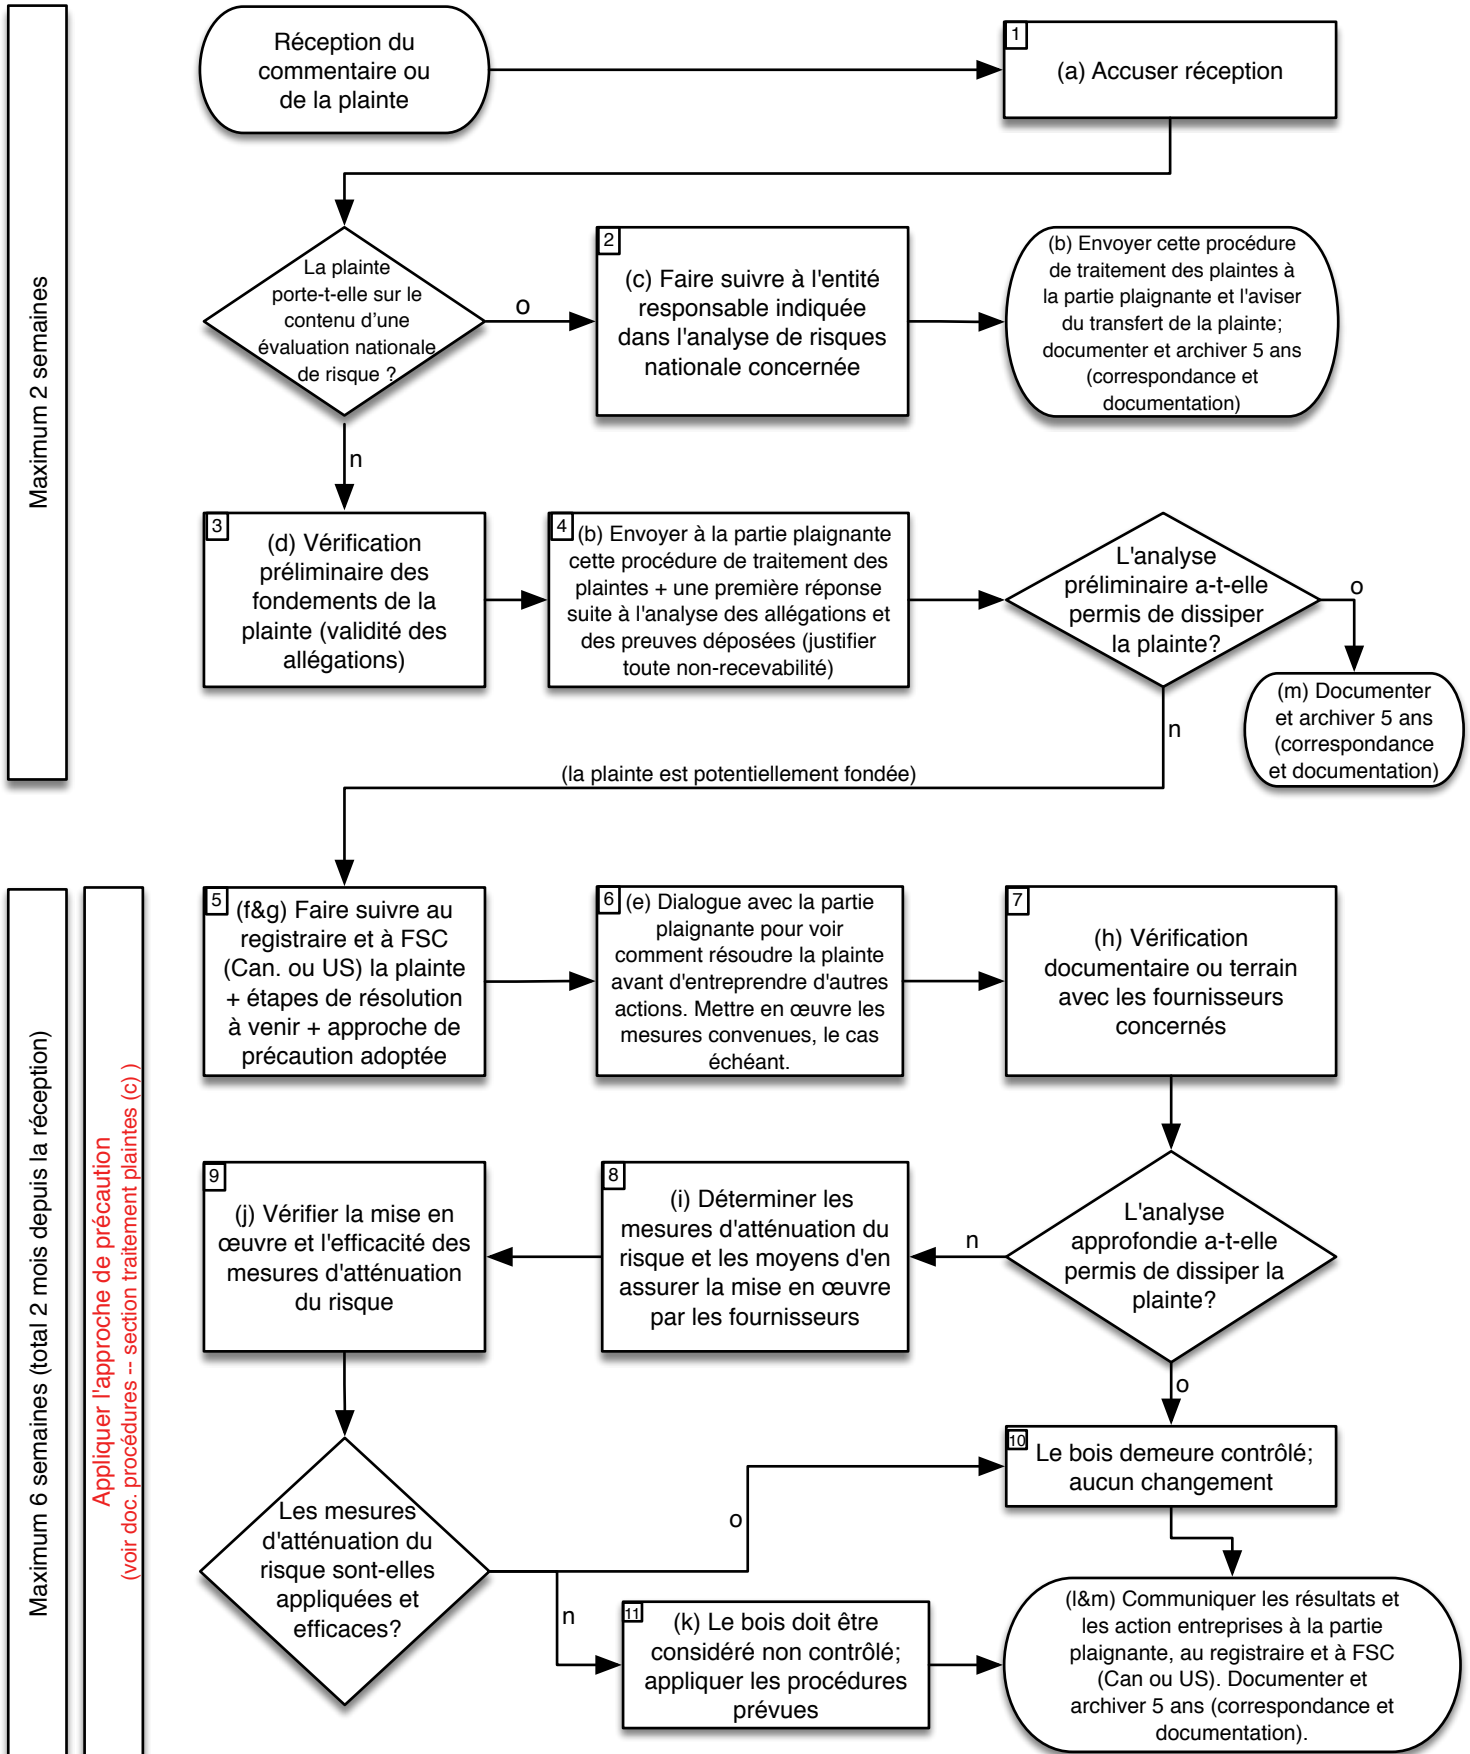 Réception du
commentaire ou
de la plainte
1
(a) Accuser réception
Maximum 2 semaines
La plainte
porte-t-elle sur le
contenu d'une
évaluation nationale
de risque ?
o
n
2
(c) Faire suivre à l'entité
responsable indiquée
dans l'analyse de risques
nationale concernée
(b) Envoyer cette procédure
de traitement des plaintes à
la partie plaignante et l'aviser
du transfert de la plainte;
documenter et archiver 5 ans
(correspondance et
documentation)
3
(d) Vérification
préliminaire des
fondements de la
plainte (validité des
allégations)
4
(b) Envoyer à la partie plaignante
cette procédure de traitement des
plaintes + une première réponse
suite à l'analyse des allégations et
des preuves déposées (justifier
toute non-recevabilité)
L'analyse
préliminaire a-t-elle
permis de dissiper
la plainte?
o
n
(m) Documenter
et archiver 5 ans
(correspondance
et documentation)
(la plainte est potentiellement fondée)
Maximum 6 semaines (total 2 mois depuis la réception)
Appliquer l'approche de précaution
(voir doc. procédures -- section traitement plaintes (c) )
5
(f&g) Faire suivre au
registraire et à FSC
(Can. ou US) la plainte
+ étapes de résolution
à venir + approche de
précaution adoptée
6
(e) Dialogue avec la partie
plaignante pour voir
comment résoudre la plainte
avant d'entreprendre d'autres
actions. Mettre en œuvre les
mesures convenues, le cas
échéant.
7
(h) Vérification
documentaire ou terrain
avec les fournisseurs
concernés
L'analyse
approfondie a-t-elle
permis de dissiper la
plainte?
n
o
8
(i) Déterminer les
mesures d'atténuation du
risque et les moyens d'en
assurer la mise en œuvre
par les fournisseurs
9
(j) Vérifier la mise en
œuvre et l'efficacité des
mesures d'atténuation
du risque
Les mesures
d'atténuation du
risque sont-elles
appliquées et
efficaces?
o
n
10
Le bois demeure contrôlé;
aucun changement
11
(k) Le bois doit être
considéré non contrôlé;
appliquer les procédures
prévues
(l&m) Communiquer les résultats et
les action entreprises à la partie
plaignante, au registraire et à FSC
(Can ou US). Documenter et
archiver 5 ans (correspondance et
documentation).